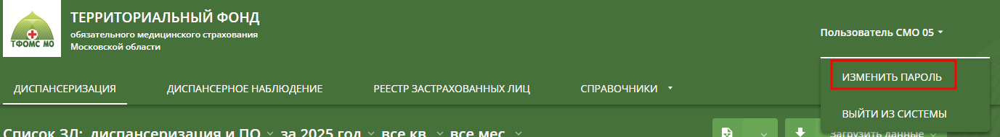 ТФОМС МО
ТЕРРИТОРИАЛЬНЫЙ ФОНД
обязательного медицинского страхования
Московской области
Пользователь СМО 05
ИЗМЕНИТЬ ПАРОЛЬ
ВЫЙТИ ИЗ СИСТЕМЫ
ДИСПАНСЕРИЗАЦИЯ
ДИСПАНСЕРНОЕ НАБЛЮДЕНИЕ
РЕЕСТР ЗАСТРАХОВАННЫХ ЛИЦ
СПРАВОЧНИКИ
Список ЗЛ: диспансеризация и ПО за 2025 год все кв. все мес.
Загрузить данные